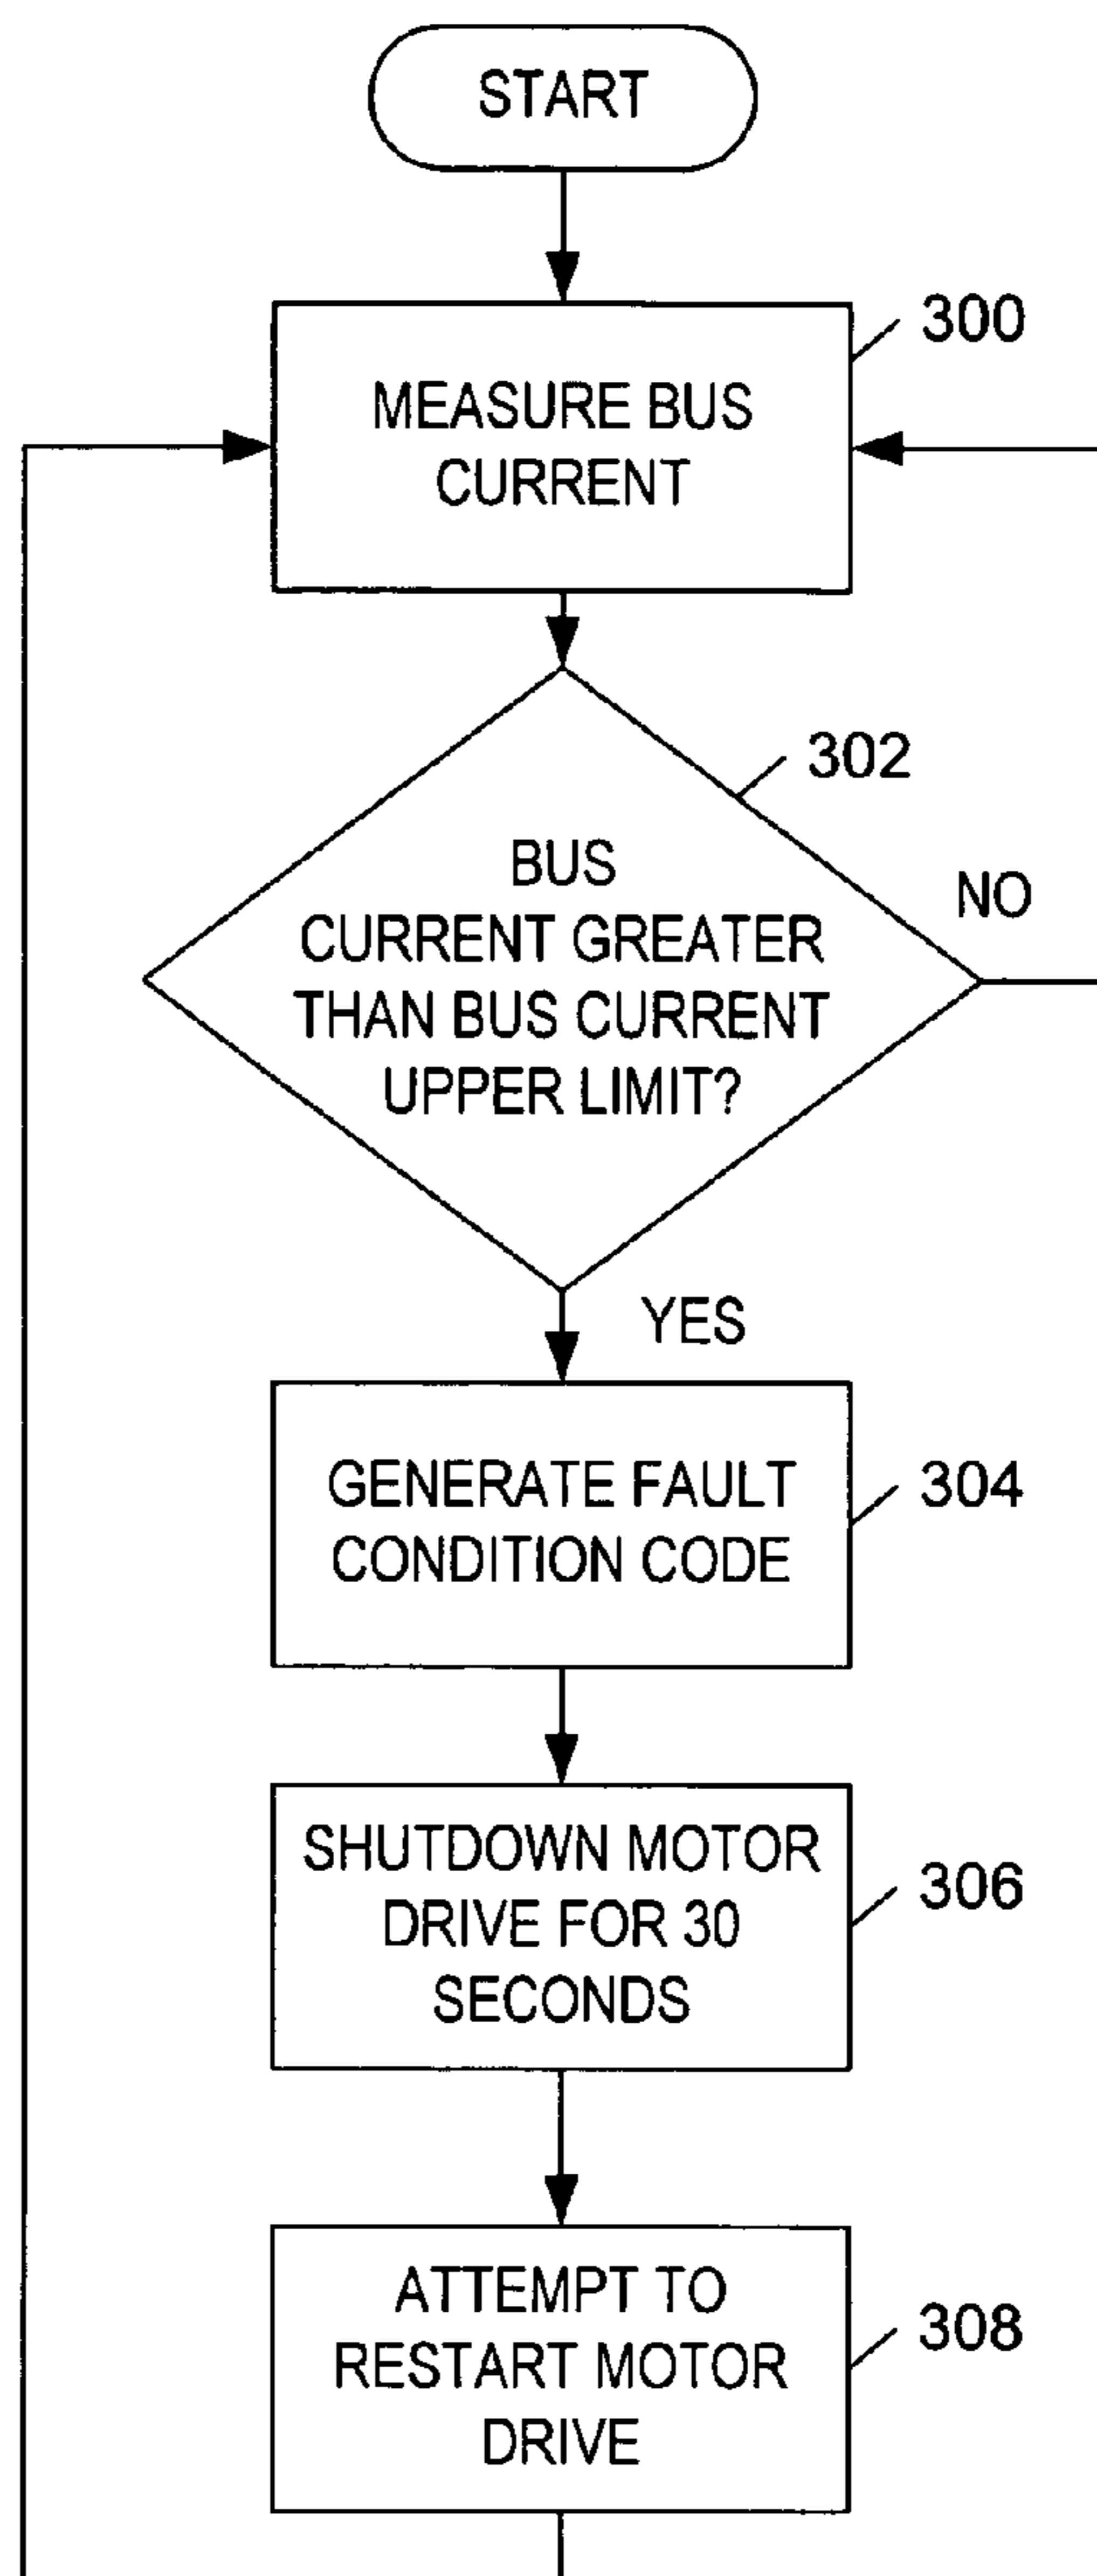 START
300
MEASURE BUS
CURRENT
302
BUS
CURRENT GREATER
THAN BUS CURRENT
UPPER LIMIT?
NO
YES
GENERATE FAULT
CONDITION CODE
304
SHUTDOWN MOTOR
DRIVE FOR 30
SECONDS
306
ATTEMPT TO
RESTART MOTOR
DRIVE
308